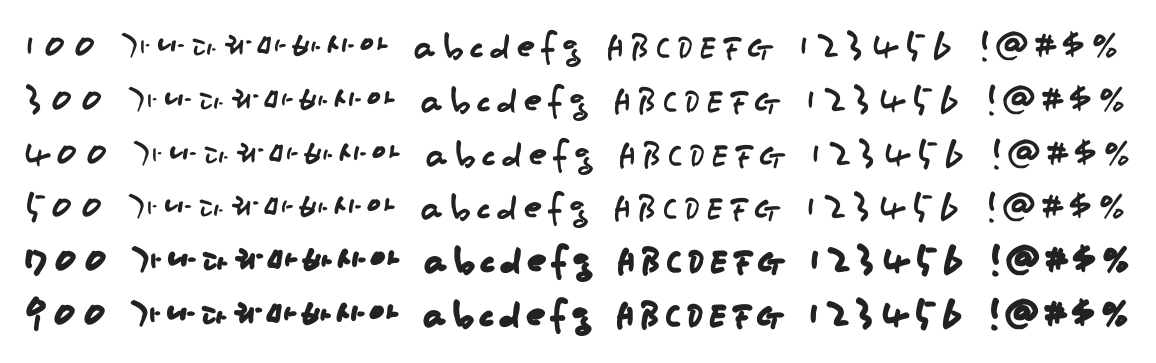 100 가나다라마바사아 abcdefg ABCDEFG 123456 !@#$%
300 가나다라마바사아 abcdefg ABCDEFG 123456 !@#$%
400 가나다라마바사아 abcdefg ABCDEFG 123456 !@#$%
500 가나다라마바사아 abcdefg ABCDEFG 123456 !@#$%
700 가나다라마바사아 abcdefg ABCDEFG 123456 !@#$%
900 가나다라마바사아 abcdefg ABCDEFG 123456 !@#$%